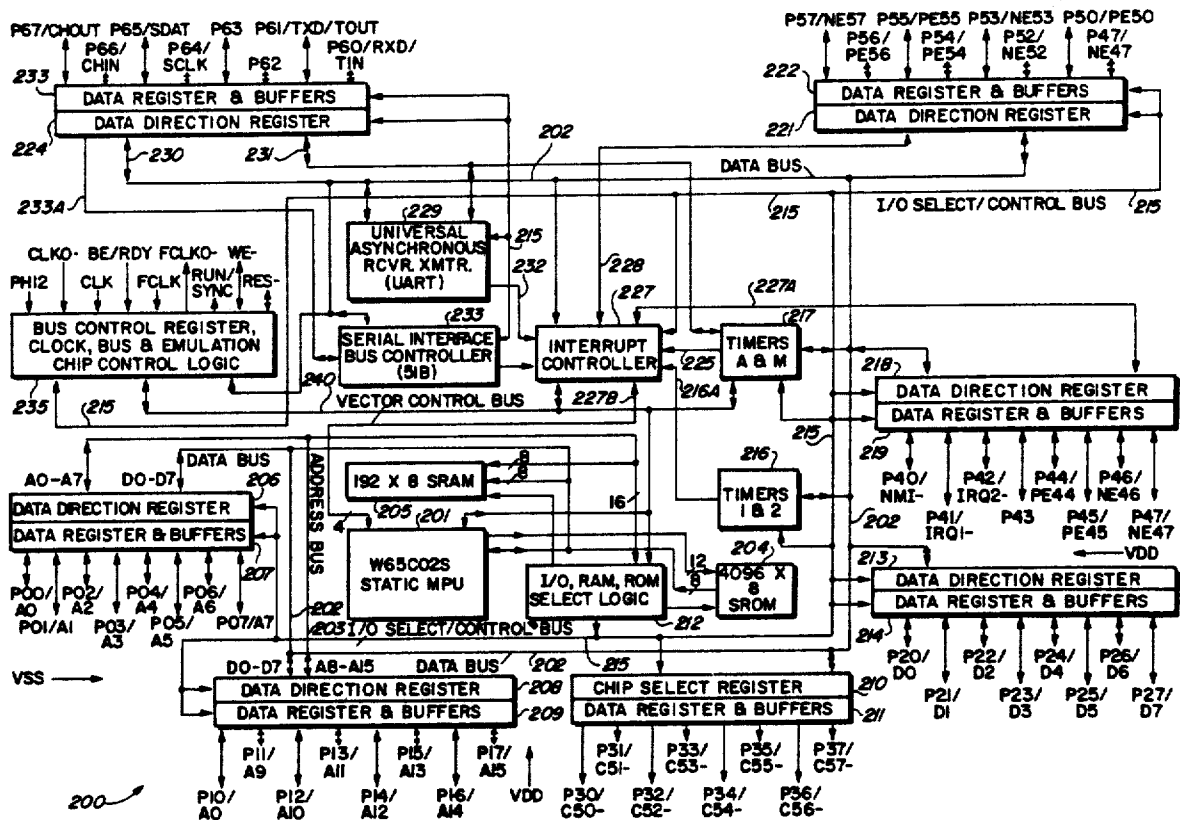 P67/CHOUT P65/SDAT P63 P61/TXD/TOUT
P66/CHIN P64/SCLK P62 P60/RXD/TIN
233
DATA REGISTER & BUFFERS
DATA DIRECTION REGISTER
224
230
231
233A
P57/NE57 P55/PE55 P53/NE53 P50/PE50
P56/PE56 P54/PE54 P52/NE52 P47/NE47
222
DATA REGISTER & BUFFERS
DATA DIRECTION REGISTER
221
202
DATA BUS
215
I/O SELECT/CONTROL BUS
215
229
UNIVERSAL
ASYNCHRONOUS
RCVR. XMTR.
(UART)
215
232
228
227A
CLKO- BE/RDY FCLKO- WE-
PHI2 CLK FCLK RUN/SYNC RES-
BUS CONTROL REGISTER,
CLOCK, BUS & EMULATION
CHIP CONTROL LOGIC
235
215
233
SERIAL INTERFACE
BUS CONTROLLER
(SIB)
227
INTERRUPT
CONTROLLER
225
217
TIMERS
A & M
216A
240
VECTOR CONTROL BUS
227B
218
DATA DIRECTION REGISTER
DATA REGISTER & BUFFERS
219
P40/NMI- P42/IRQ2- P44/PE44 P46/NE46
P41/IRQ1- P43 P45/PE45 P47/NE47
VDD
215
202
A0-A7
DATA BUS
D0-D7
206
DATA DIRECTION REGISTER
DATA REGISTER & BUFFERS
207
P00/A0 P02/A2 P04/A4 P06/A6
P01/A1 P03/A3 P05/A5 P07/A7
ADDRESS BUS
192 X 8 SRAM
205
8
8
16
4
201
W65C02S
STATIC MPU
216
TIMERS
1 & 2
12
8
204
4096 X
8
SROM
I/O, RAM, ROM
SELECT LOGIC
212
213
DATA DIRECTION REGISTER
DATA REGISTER & BUFFERS
214
P20/D0 P22/D2 P24/D4 P26/D6
P21/D1 P23/D3 P25/D5 P27/D7
202
203
I/O SELECT/CONTROL BUS
VSS
D0-D7 A8-A15
DATA BUS
202
215
DATA DIRECTION REGISTER
208
DATA REGISTER & BUFFERS
209
P11/A9 P13/A11 P15/A13 P17/A15
P10/A0 P12/A10 P14/A12 P16/A14
VDD
CHIP SELECT REGISTER
210
DATA REGISTER & BUFFERS
211
P31/C51- P33/C53- P35/C55- P37/C57-
P30/C50- P32/C52- P34/C54- P36/C56-
200